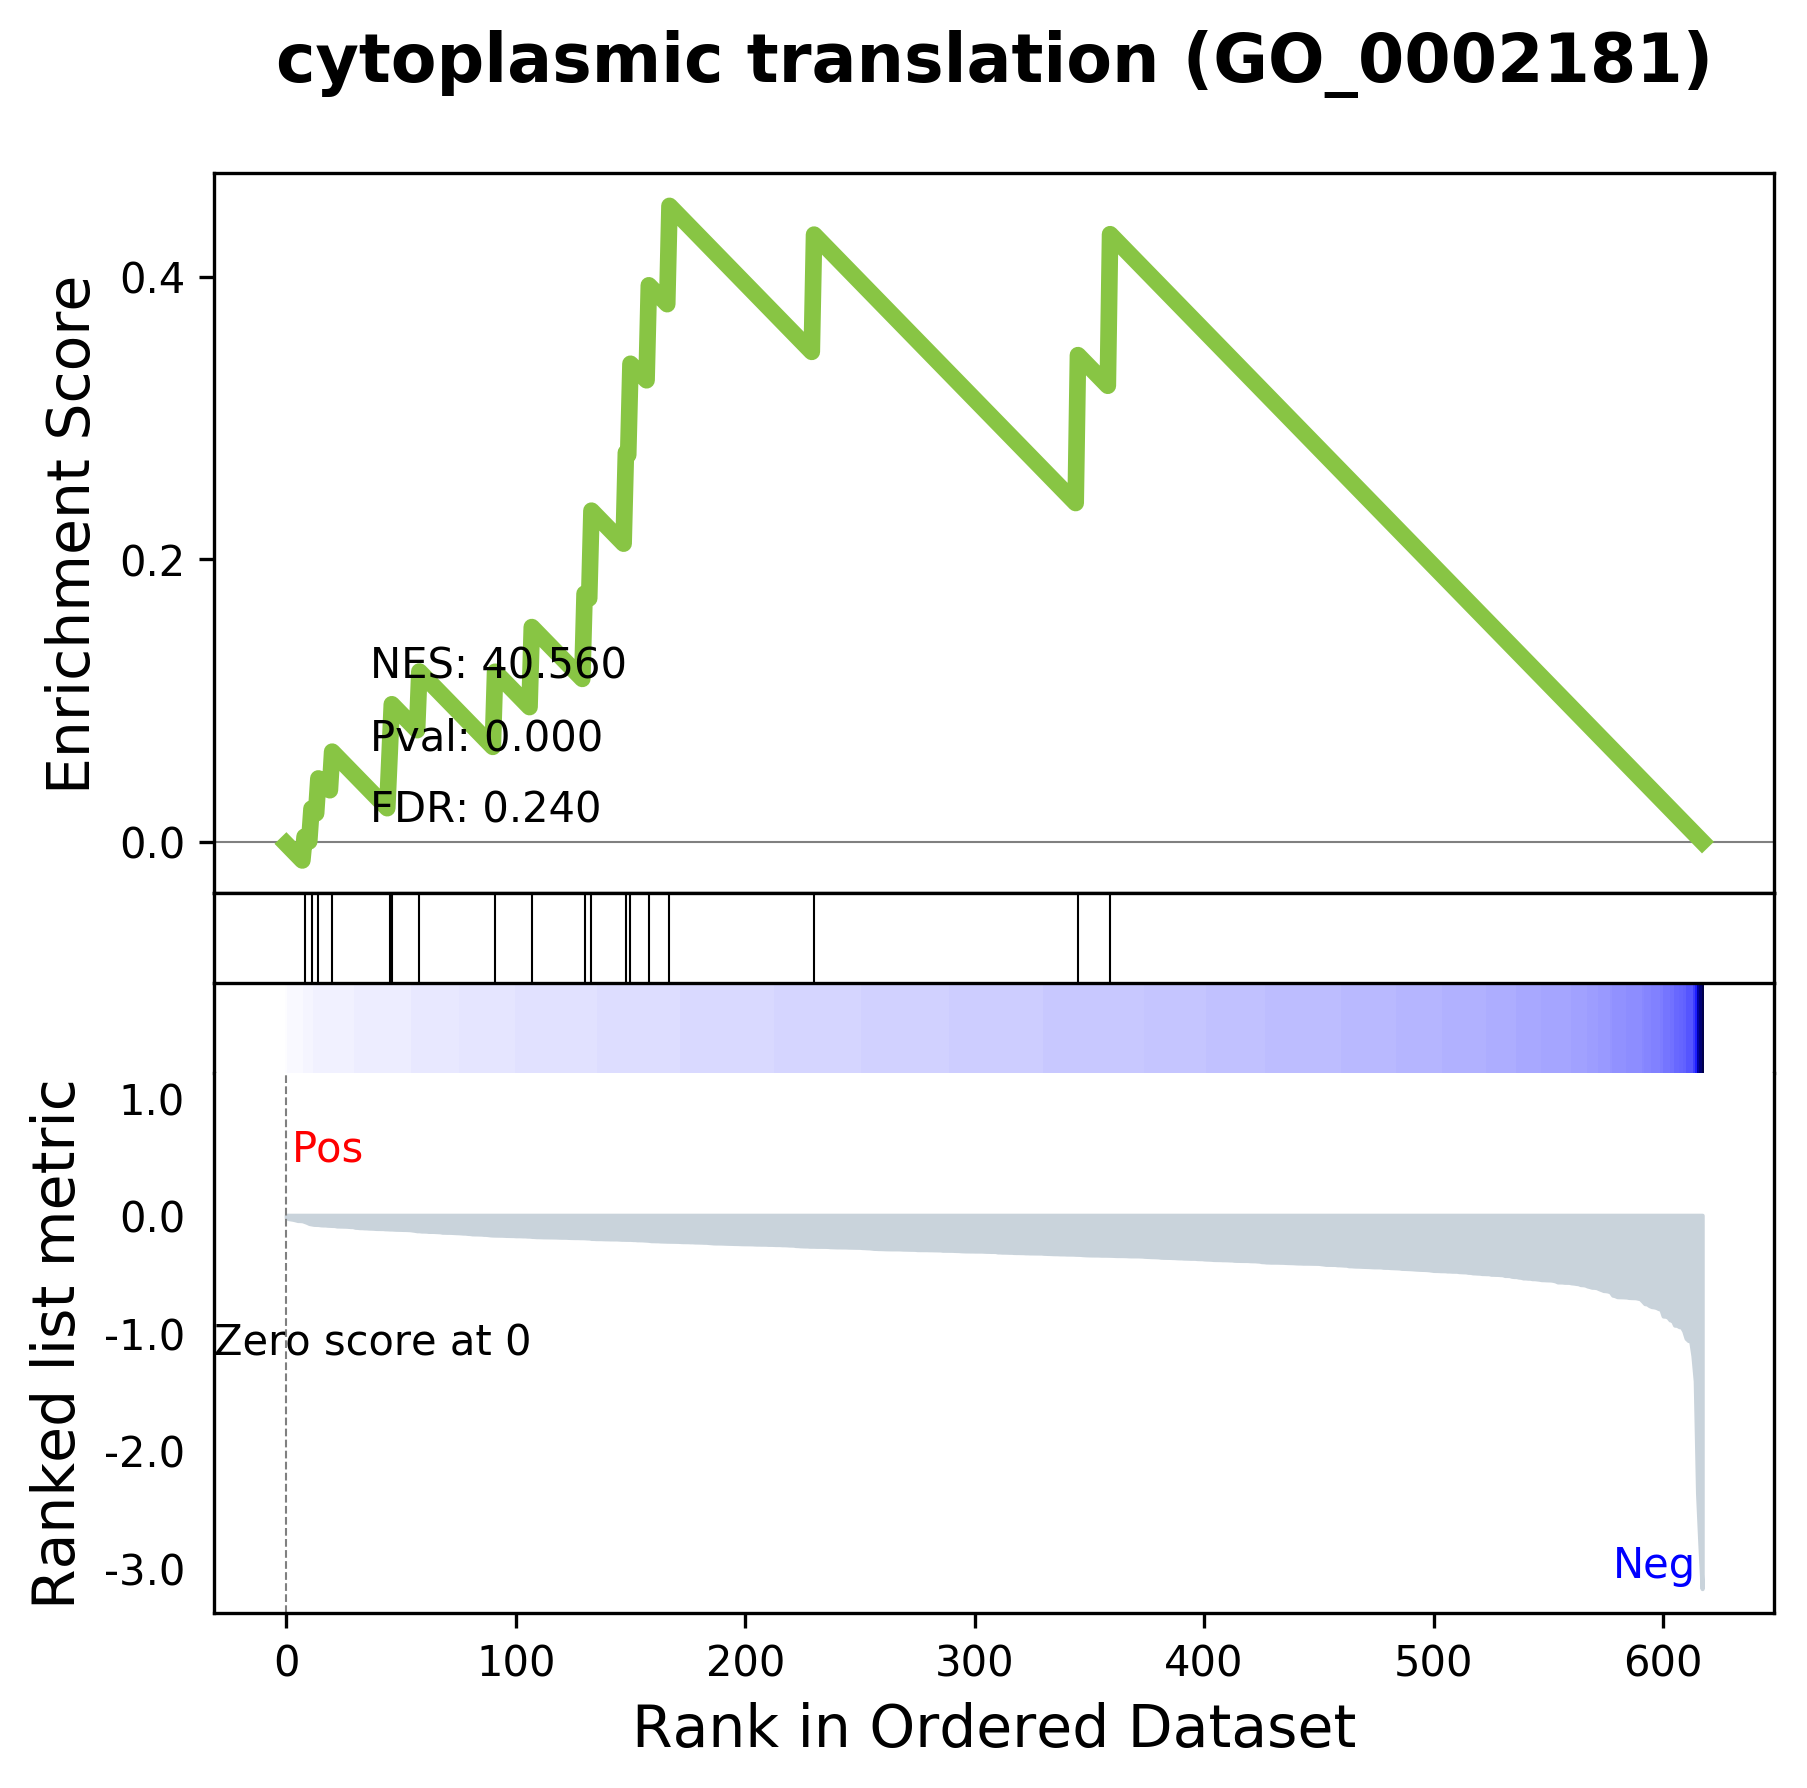 cytoplasmic translation (GO_0002181)
Enrichment Score
0.4
0.2
0.0
NES: 40.560
Pval: 0.000
FDR: 0.240
Ranked list metric
1.0
0.0
-1.0
-2.0
-3.0
Pos
Zero score at 0
Neg
0 100 200 300 400 500 600
Rank in Ordered Dataset